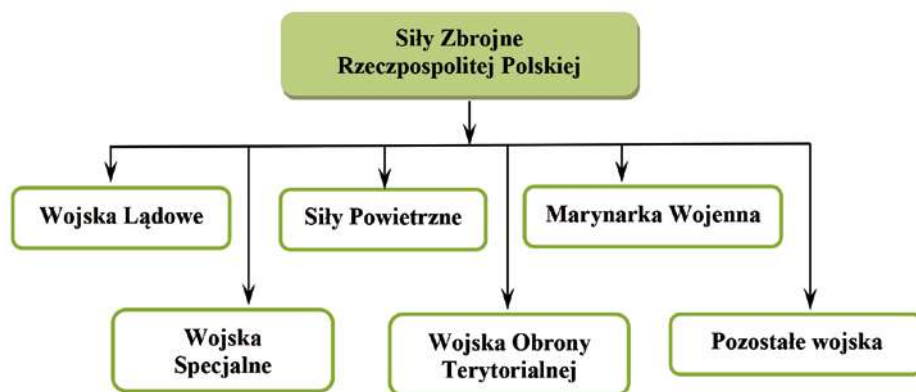 Siły Zbrojne
Rzeczpospolitej Polskiej
Wojska Lądowe
Siły Powietrzne
Marynarka Wojenna
Wojska
Specjalne
Wojska Obrony
Terytorialnej
Pozostałe wojska